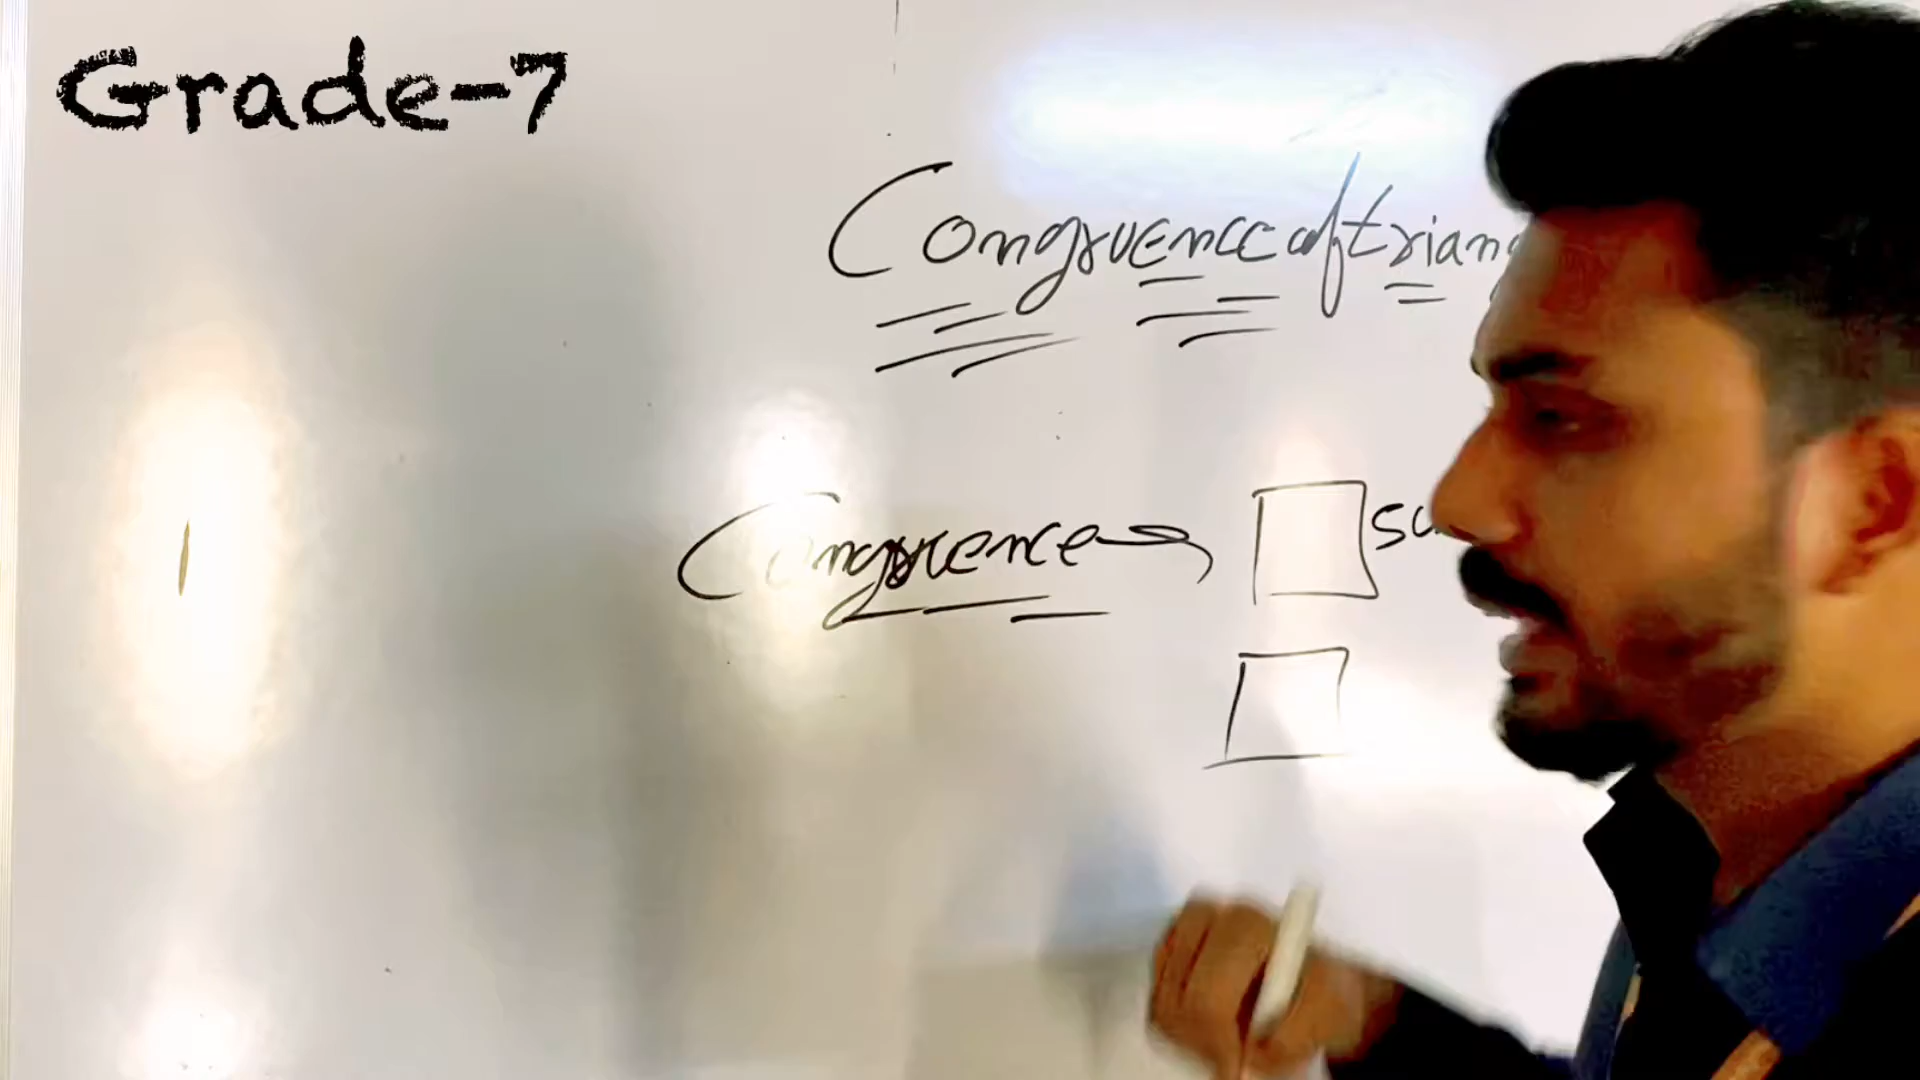 Grade-7
Congruence of triang
Congruence →